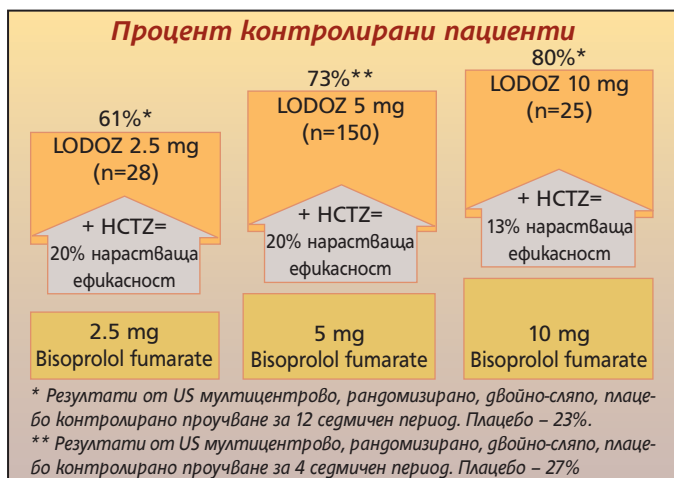 Процент контролирани пациенти
61%*
LODOZ 2.5 mg
(n=28)
+ HCTZ=
20% нарастваща
ефикасност
2.5 mg
Bisoprolol fumarate
73%**
LODOZ 5 mg
(n=150)
+ HCTZ=
20% нарастваща
ефикасност
5 mg
Bisoprolol fumarate
80%*
LODOZ 10 mg
(n=25)
+ HCTZ=
13% нарастваща
ефикасност
10 mg
Bisoprolol fumarate
* Резултати от US мултицентрово, рандомизирано, двойно-сляпо, плаце-
бо контролирано проучване за 12 седмичен период. Плацебо – 23%.
** Резултати от US мултицентрово, рандомизирано, двойно-сляпо, плаце-
бо контролирано проучване за 4 седмичен период. Плацебо – 27%